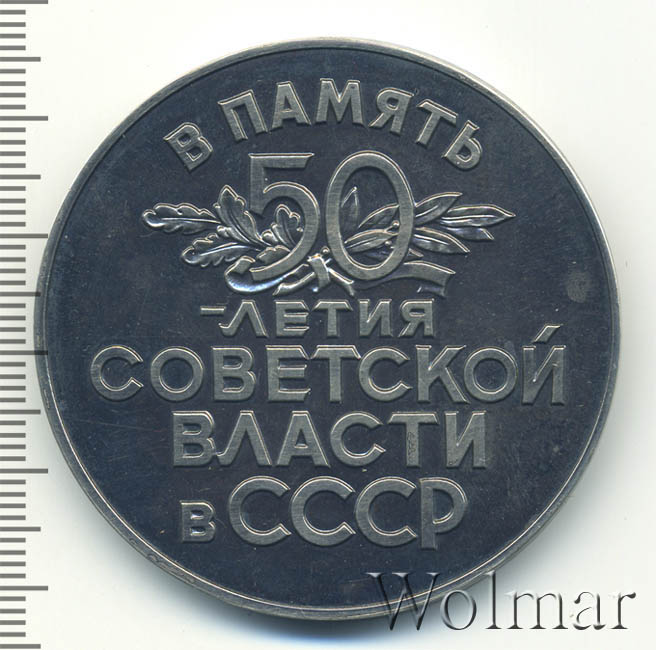 В ПАМЯТЬ
50
-ЛЕТИЯ
СОВЕТСКОЙ
ВЛАСТИ
В СССР
Wolmar